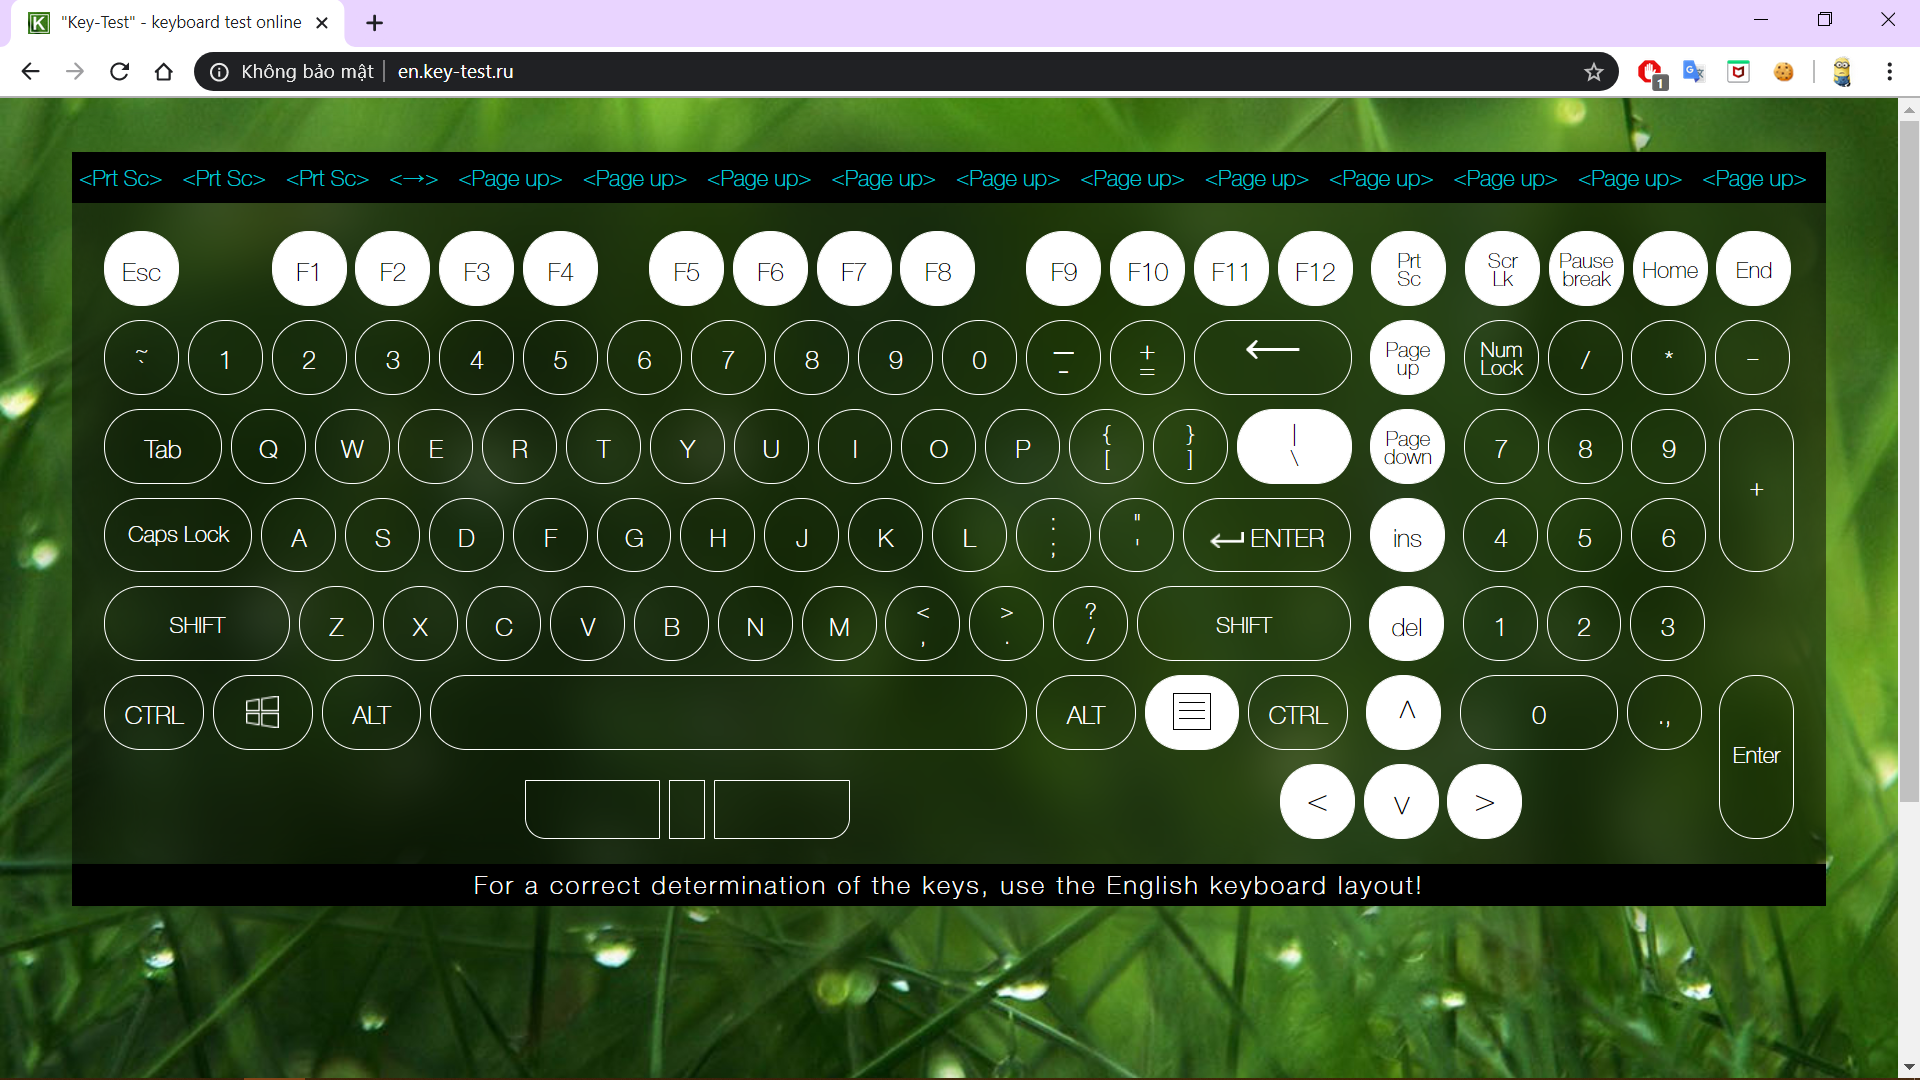 "Key-Test" - keyboard test online
Không bảo mật | en.key-test.ru
1
<Prt Sc> <Prt Sc> <Prt Sc> <→> <Page up> <Page up> <Page up> <Page up> <Page up> <Page up> <Page up> <Page up> <Page up> <Page up> <Page up>
Esc F1 F2 F3 F4 F5 F6 F7 F8 F9 F10 F11 F12 Prt Sc Scr Lk Pause break Home End
~ ` 1 2 3 4 5 6 7 8 9 0 — - + = ← Page up Num Lock / * −
Tab Q W E R T Y U I O P { [ } ] | \ Page down 7 8 9 +
Caps Lock A S D F G H J K L : ; " ' ↵ ENTER ins 4 5 6
SHIFT Z X C V B N M < , > . ? / SHIFT del 1 2 3
CTRL ALT ALT CTRL ^ 0 ., Enter
< v >
For a correct determination of the keys, use the English keyboard layout!